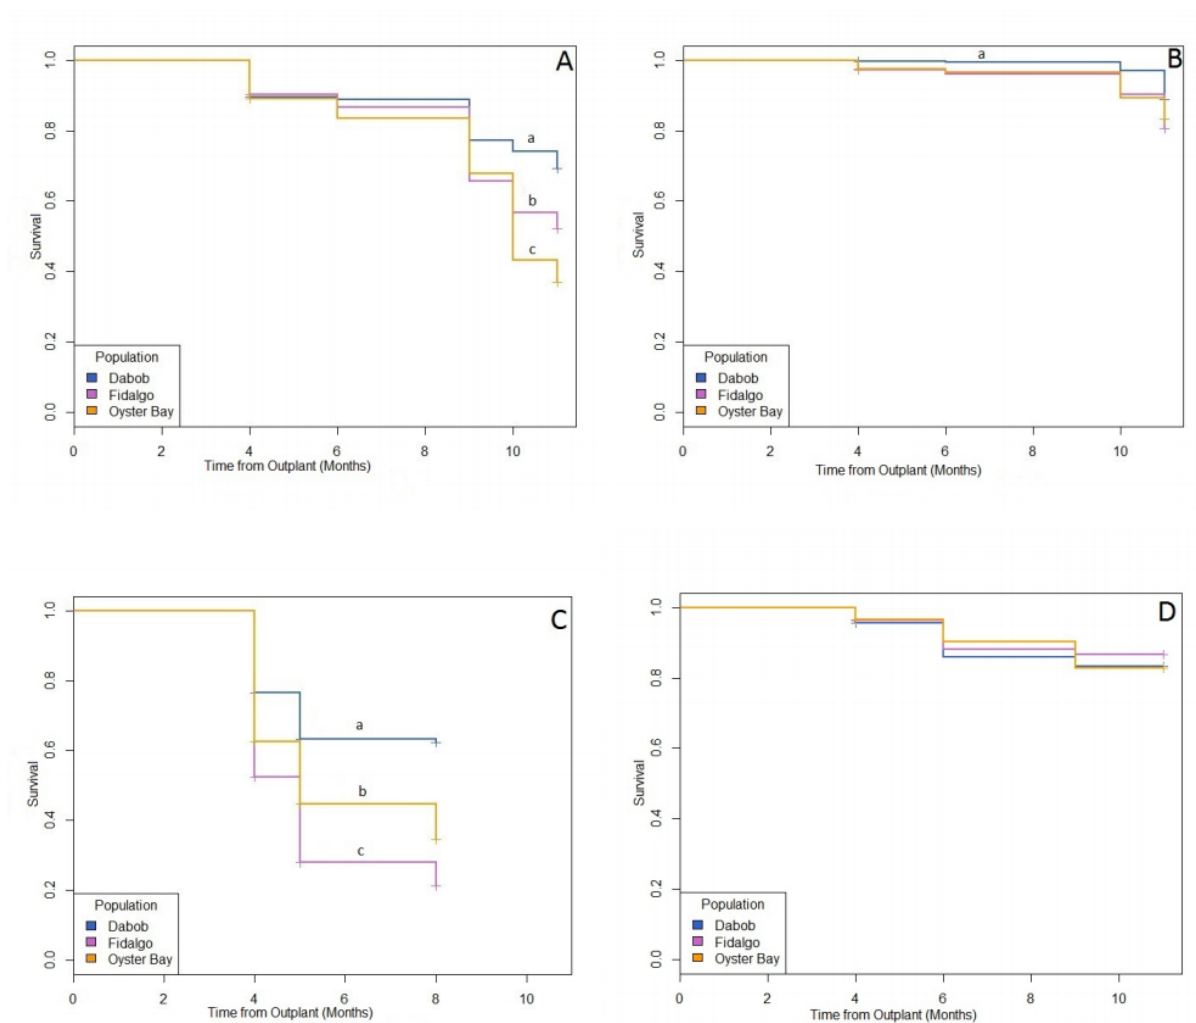 A
1.0
0.8
0.6
0.4
0.2
0.0
Survival
a
b
c
Population
Dabob
Fidalgo
Oyster Bay
0 2 4 6 8 10
Time from Outplant (Months)
B
1.0
0.8
0.6
0.4
0.2
0.0
Survival
a
Population
Dabob
Fidalgo
Oyster Bay
0 2 4 6 8 10
Time from Outplant (Months)
C
1.0
0.8
0.6
0.4
0.2
0.0
Survival
a
b
c
Population
Dabob
Fidalgo
Oyster Bay
0 2 4 6 8 10
Time from Outplant (Months)
D
1.0
0.8
0.6
0.4
0.2
0.0
Survival
Population
Dabob
Fidalgo
Oyster Bay
0 2 4 6 8 10
Time from Outplant (Months)